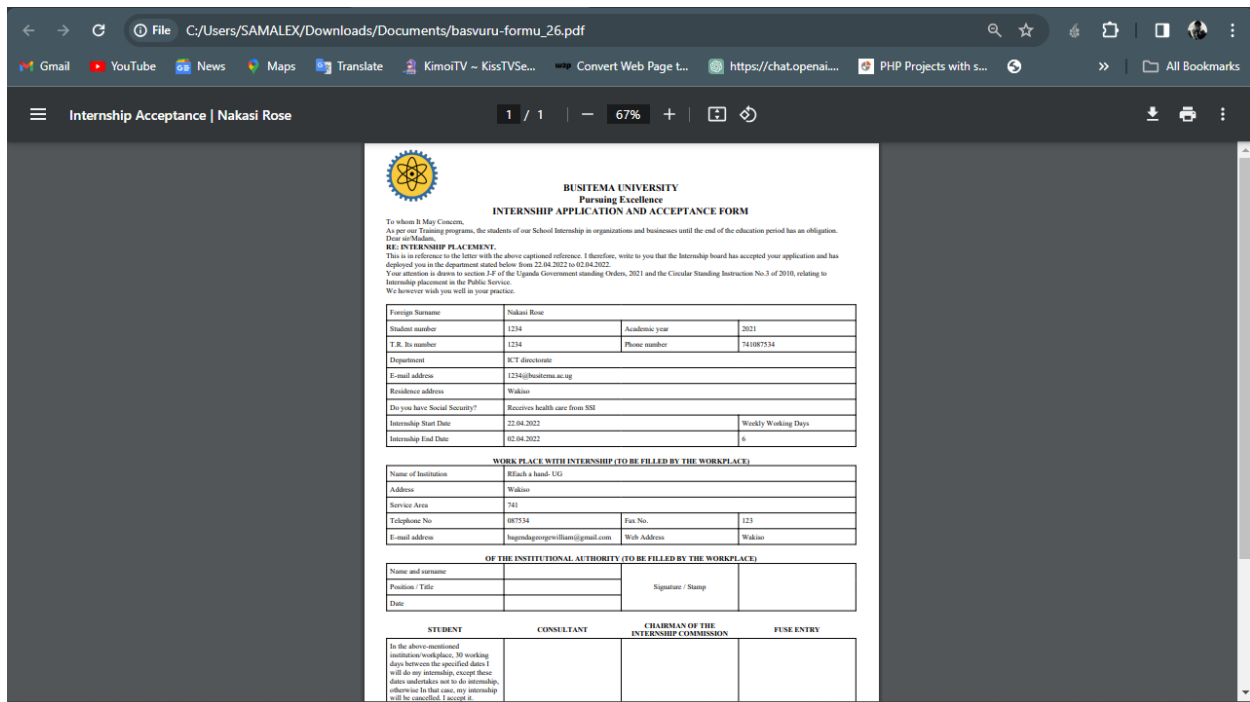 File C:/Users/SAMALEX/Downloads/Documents/basvuru-formu_26.pdf
Gmail YouTube News Maps Translate KimoiTV ~ KissTVSe... Convert Web Page t... https://chat.openai.... PHP Projects with s... » All Bookmarks
Internship Acceptance | Nakasi Rose 1 / 1 67%
BUSITEMA UNIVERSITY
Pursuing Excellence
INTERNSHIP APPLICATION AND ACCEPTANCE FORM
To whom It May Concern,
As per our Training programs, the students of our School Internship in organizations and businesses until the end of the education period has an obligation.
Dear sir/Madam,
RE: INTERNSHIP PLACEMENT.
This is in reference to the letter with the above captioned reference. I therefore, write to you that the Internship board has accepted your application and has
deployed you in the department stated below from 22.04.2022 to 02.04.2022.
Your attention is drawn to section J-F of the Uganda Government standing Orders, 2021 and the Circular Standing Instruction No.3 of 2010, relating to
Internship placement in the Public Service.
We however wish you well in your practice.
Foreign Surname Nakasi Rose
Student number 1234 Academic year 2021
T.R. Its number 1234 Phone number 741087534
Department ICT directorate
E-mail address 1234@busitema.ac.ug
Residence address Wakiso
Do you have Social Security? Receives health care from SSI
Internship Start Date 22.04.2022 Weekly Working Days
Internship End Date 02.04.2022 6
WORK PLACE WITH INTERNSHIP (TO BE FILLED BY THE WORKPLACE)
Name of Institution REach a hand- UG
Address Wakiso
Service Area 741
Telephone No 087534 Fax No. 123
E-mail address bagendageorgewilliam@gmail.com Web Address Wakiso
OF THE INSTITUTIONAL AUTHORITY (TO BE FILLED BY THE WORKPLACE)
Name and surname
Position / Title Signature / Stamp
Date
STUDENT CONSULTANT CHAIRMAN OF THE INTERNSHIP COMMISSION FUSE ENTRY
In the above-mentioned
institution/workplace, 30 working
days between the specified dates I
will do my internship, except these
dates undertakes not to do internship,
otherwise In that case, my internship
will be cancelled. I accept it.